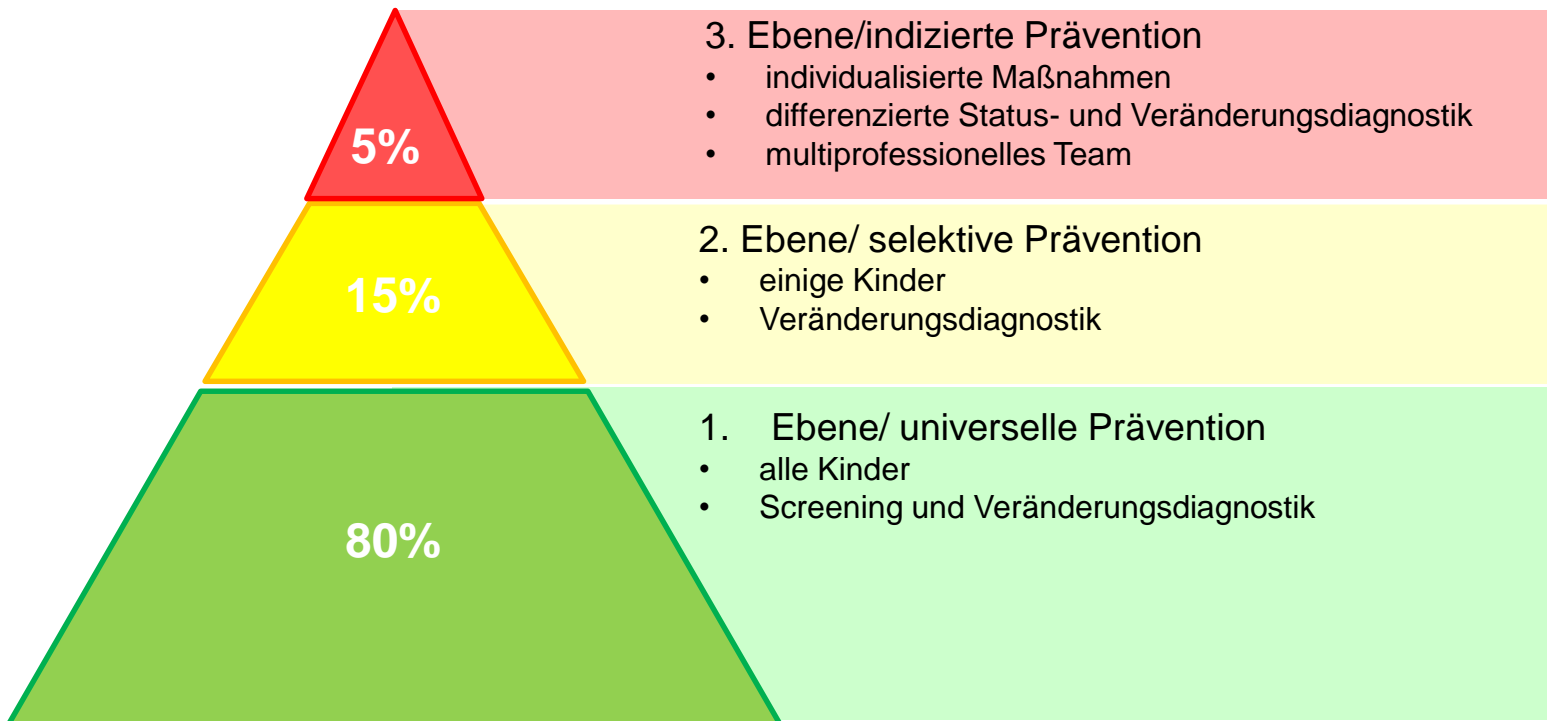 3. Ebene/indizierte Prävention
• individualisierte Maßnahmen
• differenzierte Status- und Veränderungsdiagnostik
• multiprofessionelles Team
5%
2. Ebene/ selektive Prävention
• einige Kinder
• Veränderungsdiagnostik
15%
1. Ebene/ universelle Prävention
• alle Kinder
• Screening und Veränderungsdiagnostik
80%